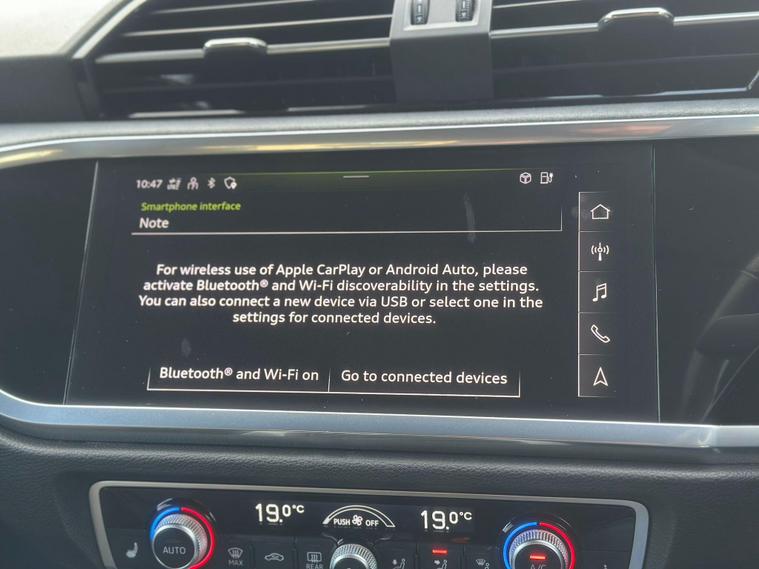 10:47
Smartphone interface
Note
For wireless use of Apple CarPlay or Android Auto, please
activate Bluetooth® and Wi-Fi discoverability in the settings.
You can also connect a new device via USB or select one in the
settings for connected devices.
Bluetooth® and Wi-Fi on
Go to connected devices
19.0°C
PUSH OFF
19.0°C
AUTO
MAX
REAR
A/C